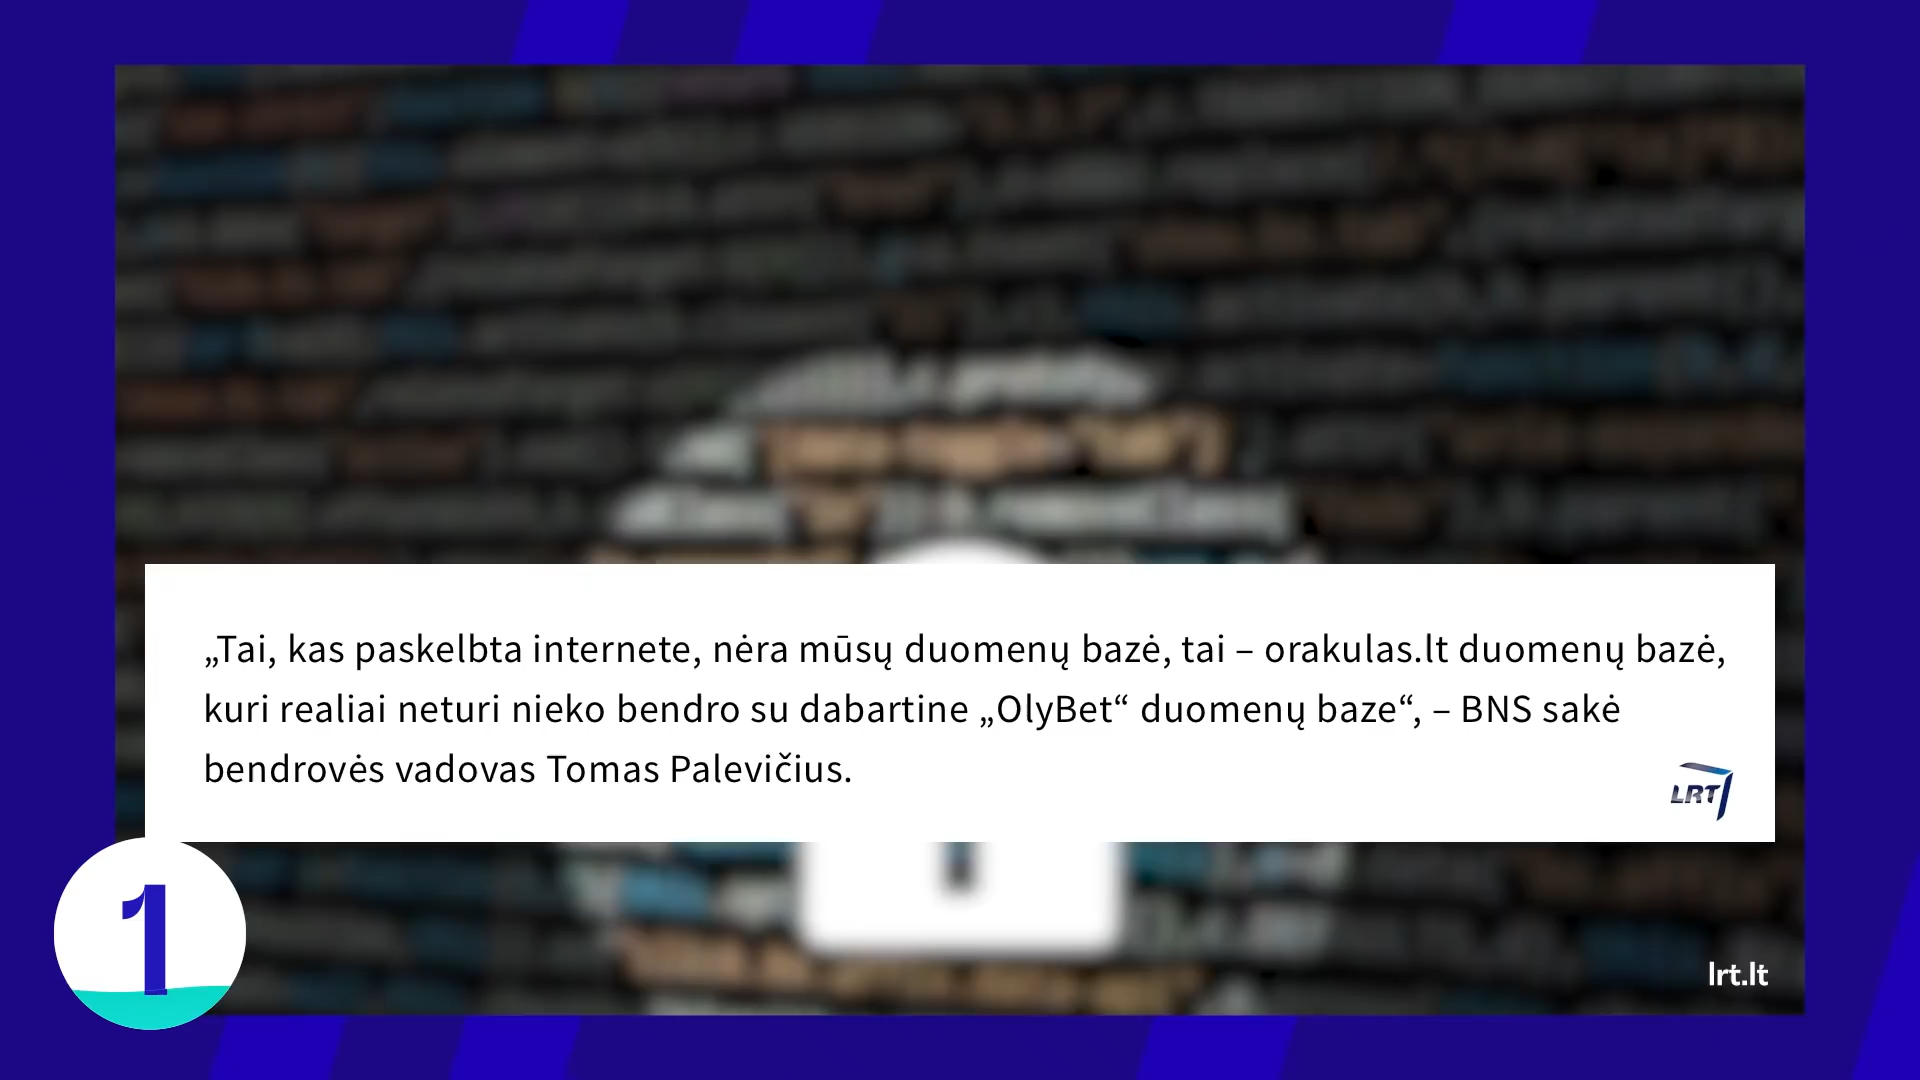 „Tai, kas paskelbta internete, nėra mūsų duomenų bazė, tai – orakulas.lt duomenų bazė,
kuri realiai neturi nieko bendro su dabartine „OlyBet“ duomenų baze“, – BNS sakė
bendrovės vadovas Tomas Palevičius.
LRT
1
lrt.lt